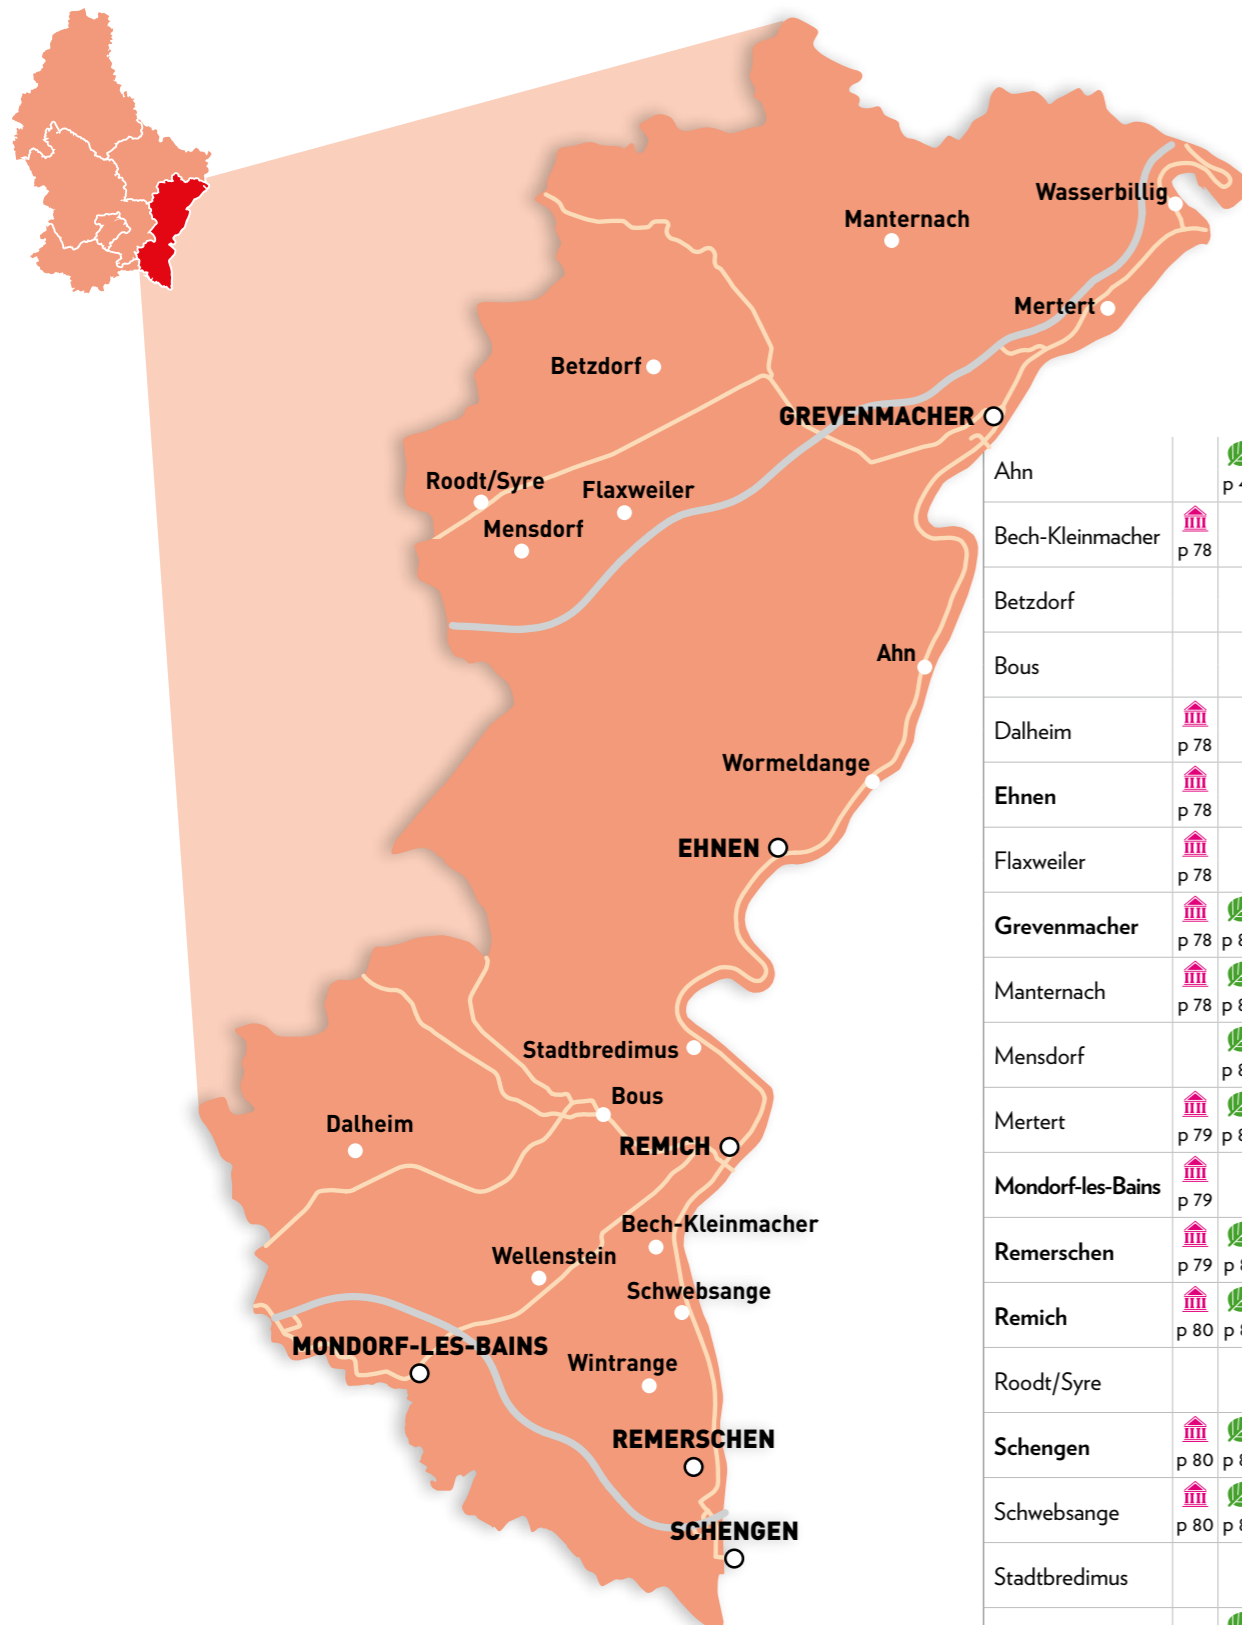 Wasserbillig
Manternach
Mertert
Betzdorf
GREVENMACHER
Roodt/Syre
Flaxweiler
Mensdorf
Ahn
Wormeldange
EHNEN
Stadtbredimus
Bous
Dalheim
REMICH
Bech-Kleinmacher
Wellenstein
Schwebsange
MONDORF-LES-BAINS
Wintrange
REMERSCHEN
SCHENGEN
Ahn
p
Bech-Kleinmacher
p 78
Betzdorf
Bous
Dalheim
p 78
Ehnen
p 78
Flaxweiler
p 78
Grevenmacher
p 78 p
Manternach
p 78 p
Mensdorf
p
Mertert
p 79 p
Mondorf-les-Bains
p 79
Remerschen
p 79 p
Remich
p 80 p
Roodt/Syre
Schengen
p 80 p
Schwebsange
p 80 p
Stadtbredimus